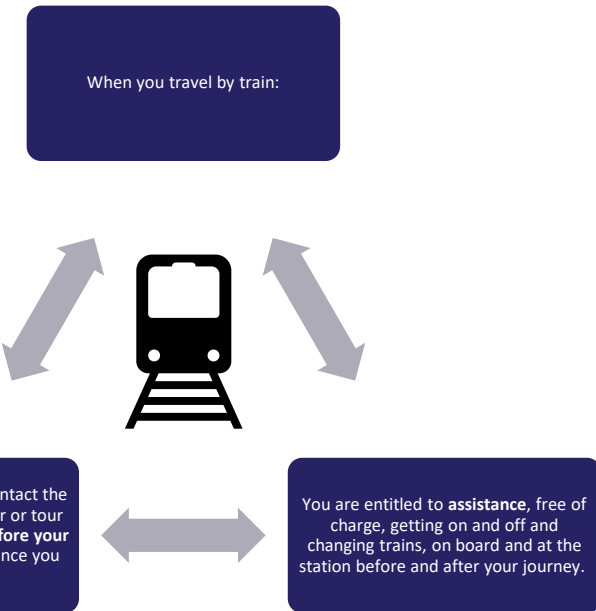 When you travel by train:
ntact the
r or tour
fore your
nce you
You are entitled to assistance, free of
charge, getting on and off and
changing trains, on board and at the
station before and after your journey.